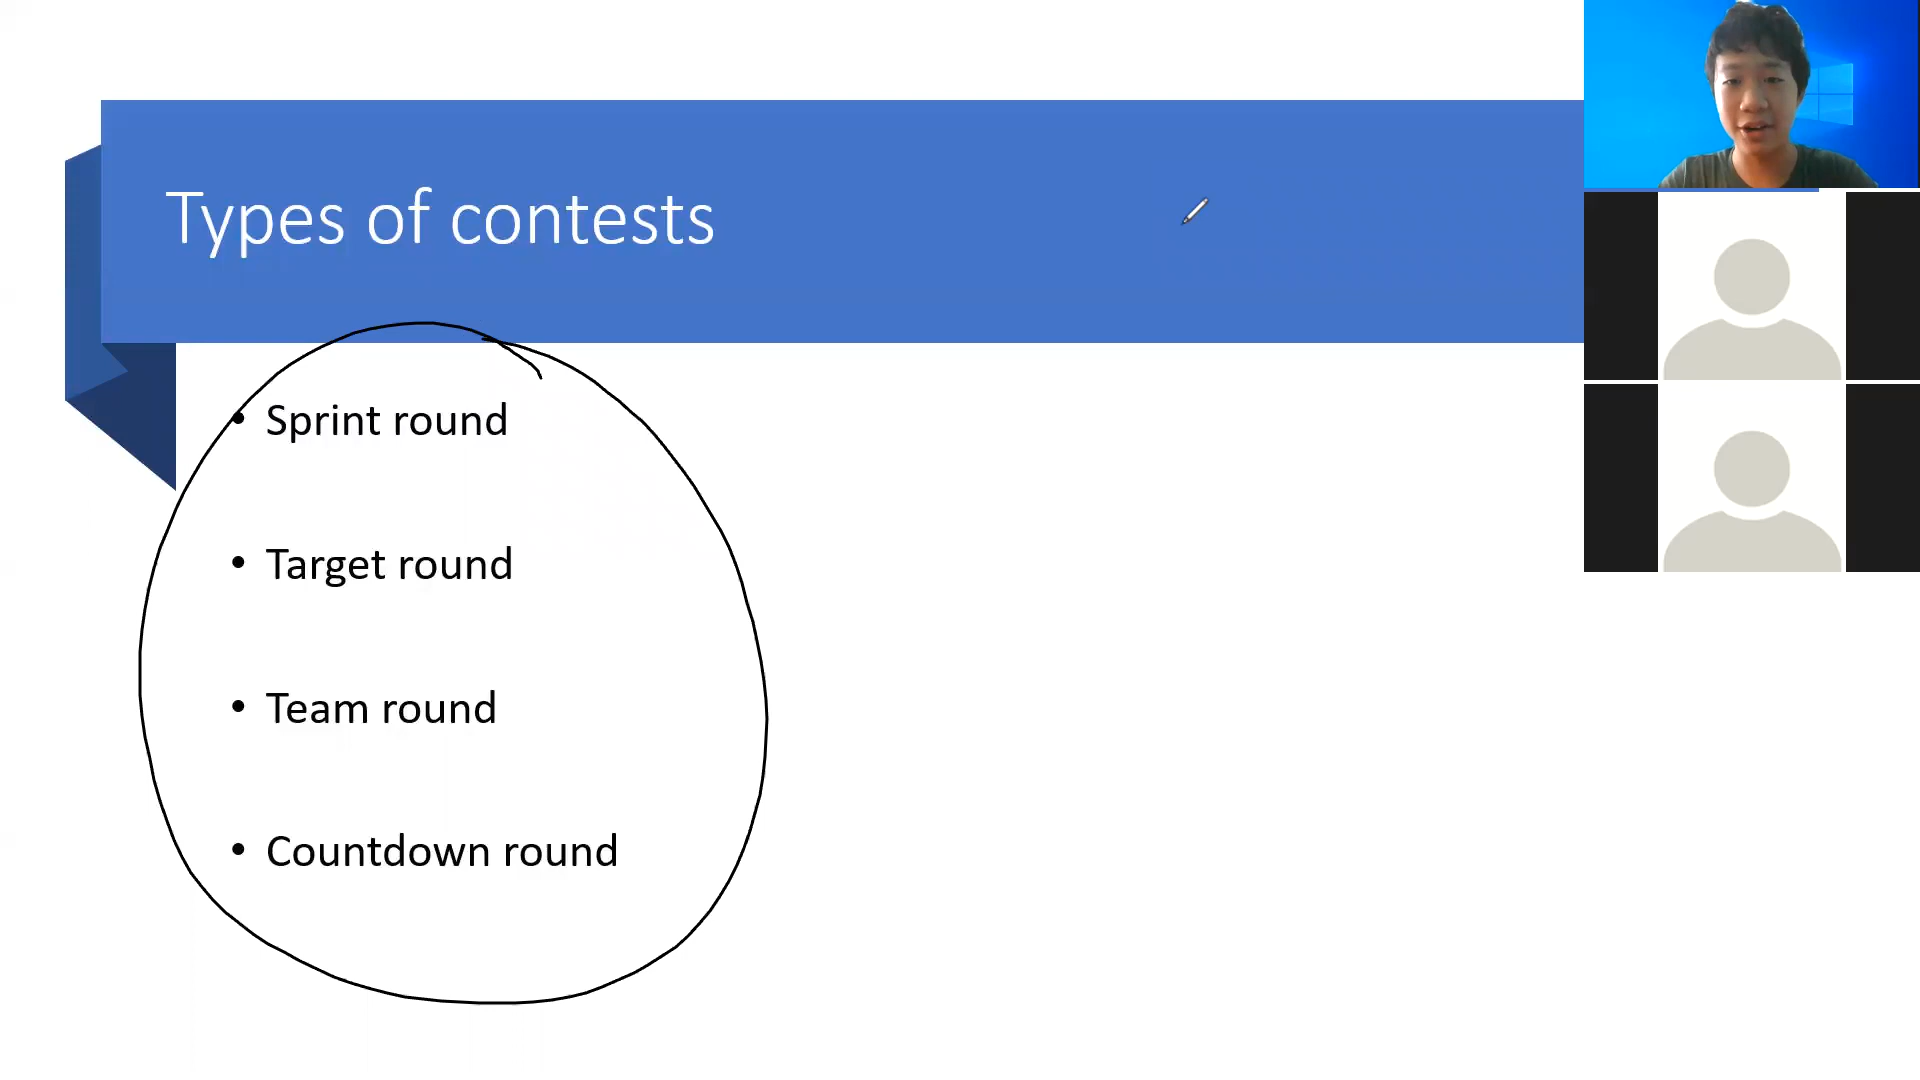 Types of contests
• Sprint round
• Target round
• Team round
• Countdown round